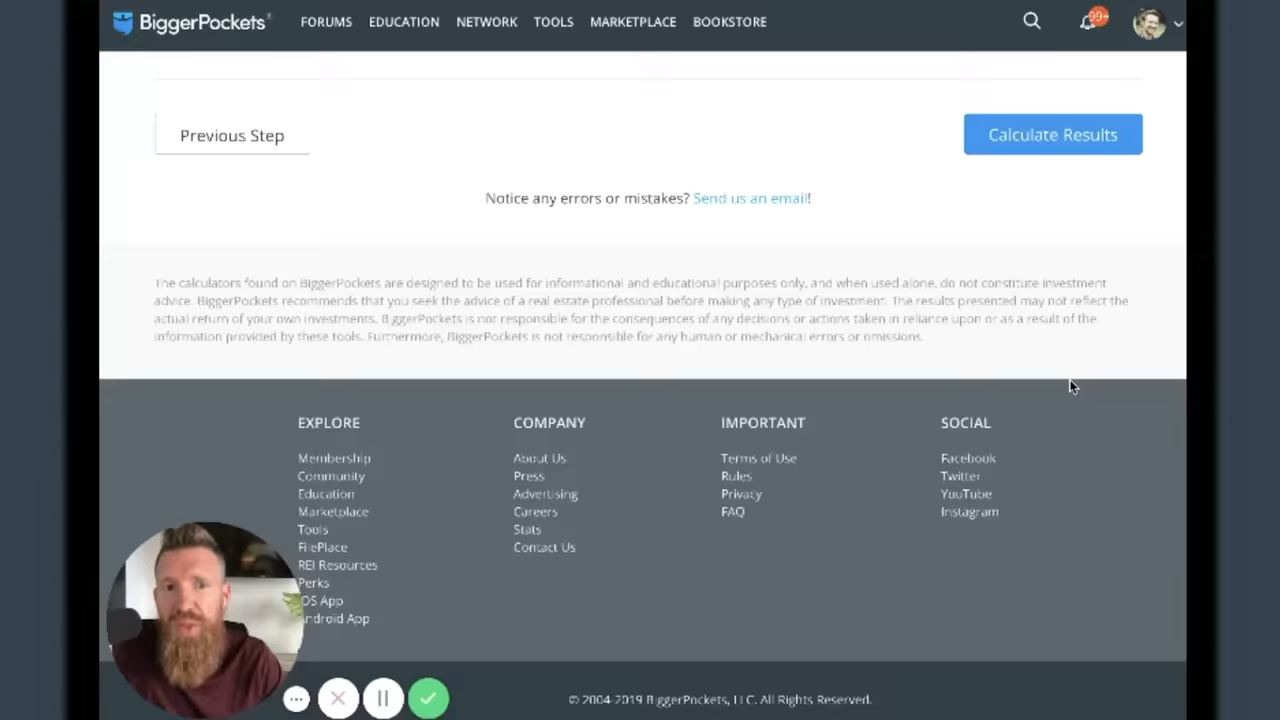 BiggerPockets®
FORUMS EDUCATION NETWORK TOOLS MARKETPLACE BOOKSTORE
99+
Previous Step
Calculate Results
Notice any errors or mistakes? Send us an email!
The calculators found on BiggerPockets are designed to be used for informational and educational purposes only, and when used alone, do not constitute investment
advice. BiggerPockets recommends that you seek the advice of a real estate professional before making any type of investment. The results presented may not reflect the
actual return of your own investments. BiggerPockets is not responsible for the consequences of any decisions or actions taken in reliance upon or as a result of the
information provided by these tools. Furthermore, BiggerPockets is not responsible for any human or mechanical errors or omissions.
EXPLORE
Membership
Community
Education
Marketplace
Tools
FilePlace
REI Resources
Perks
iOS App
Android App
COMPANY
About Us
Press
Advertising
Careers
Stats
Contact Us
IMPORTANT
Terms of Use
Rules
Privacy
FAQ
SOCIAL
Facebook
Twitter
YouTube
Instagram
© 2004-2019 BiggerPockets, LLC. All Rights Reserved.